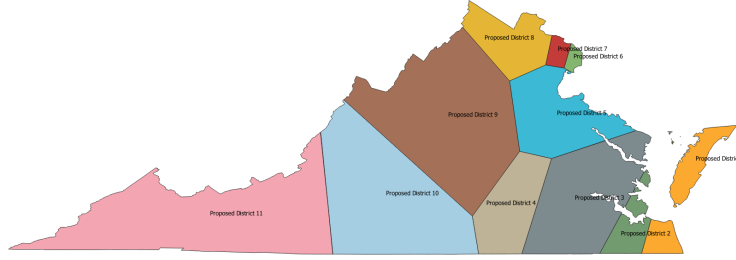 Proposed District 8
Proposed District 7
Proposed District 6
Proposed District 9
Proposed District 5
Proposed District
Proposed District 10
Proposed District 3
Proposed District 4
Proposed District 11
Proposed District 2